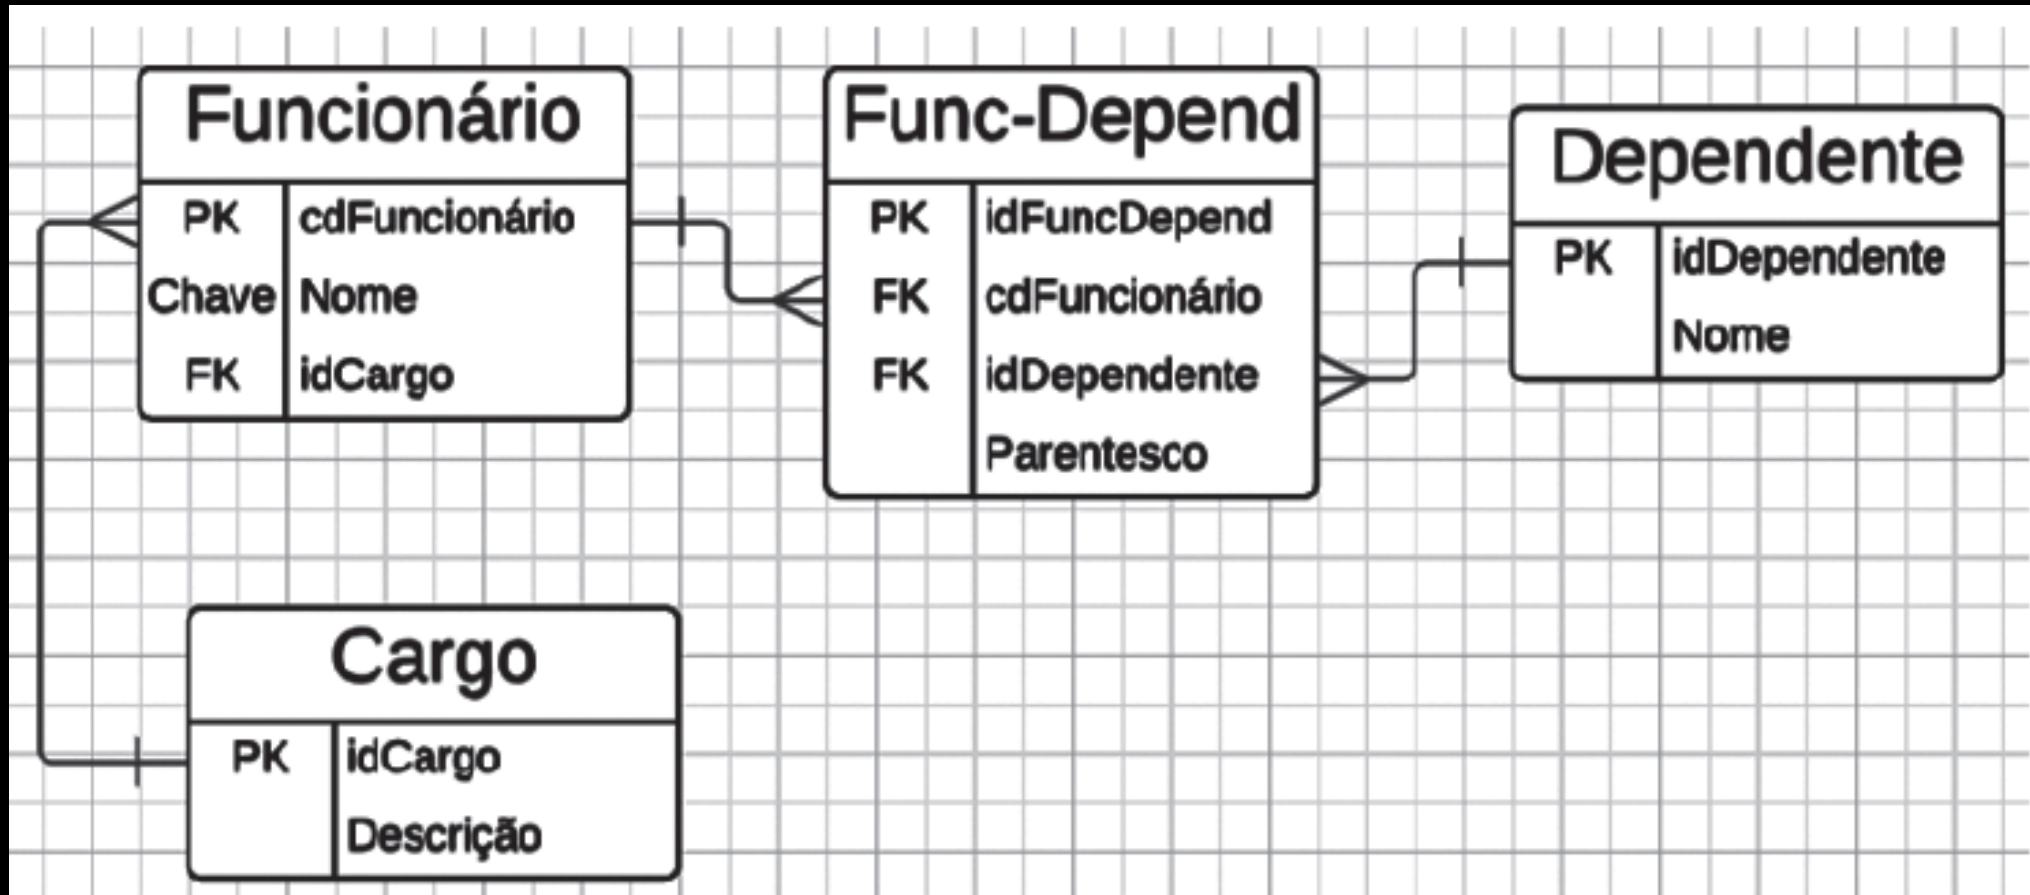 Funcionário
PK cdFuncionário
Chave Nome
FK idCargo
Func-Depend
PK idFuncDepend
FK cdFuncionário
FK idDependente
Parentesco
Dependente
PK idDependente
Nome
Cargo
PK idCargo
Descrição